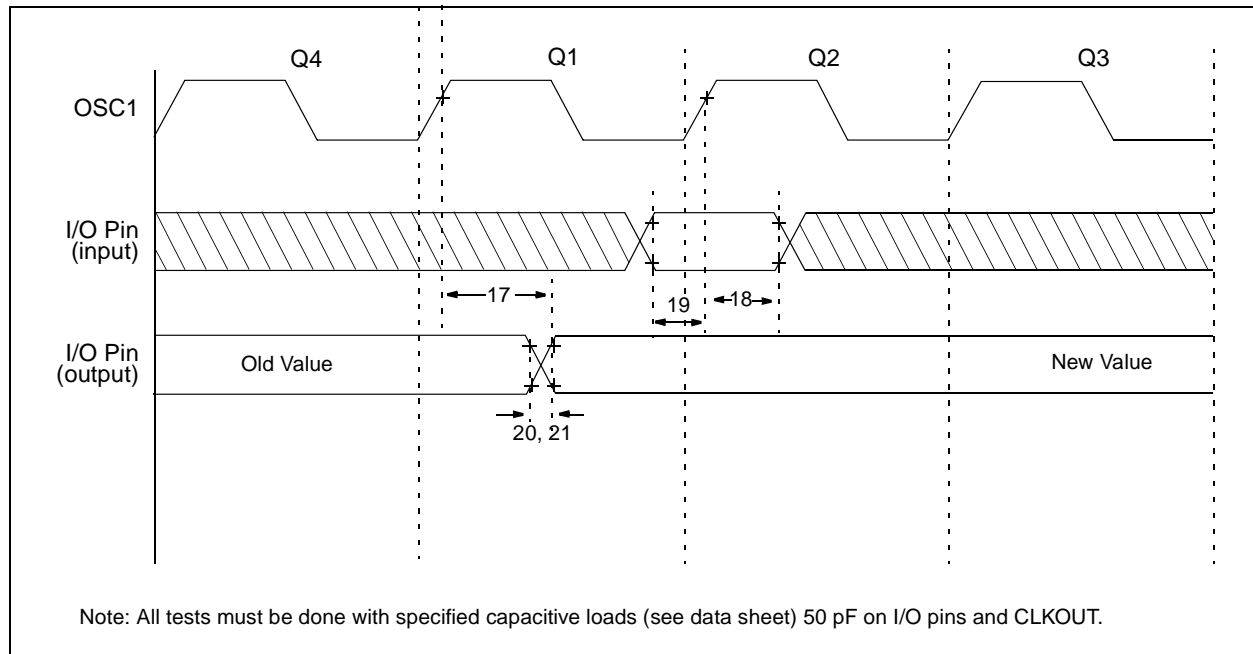 Q4 Q1 Q2 Q3
OSC1
I/O Pin
(input)
17
19
18
I/O Pin
(output)
Old Value
New Value
20, 21
Note: All tests must be done with specified capacitive loads (see data sheet) 50 pF on I/O pins and CLKOUT.